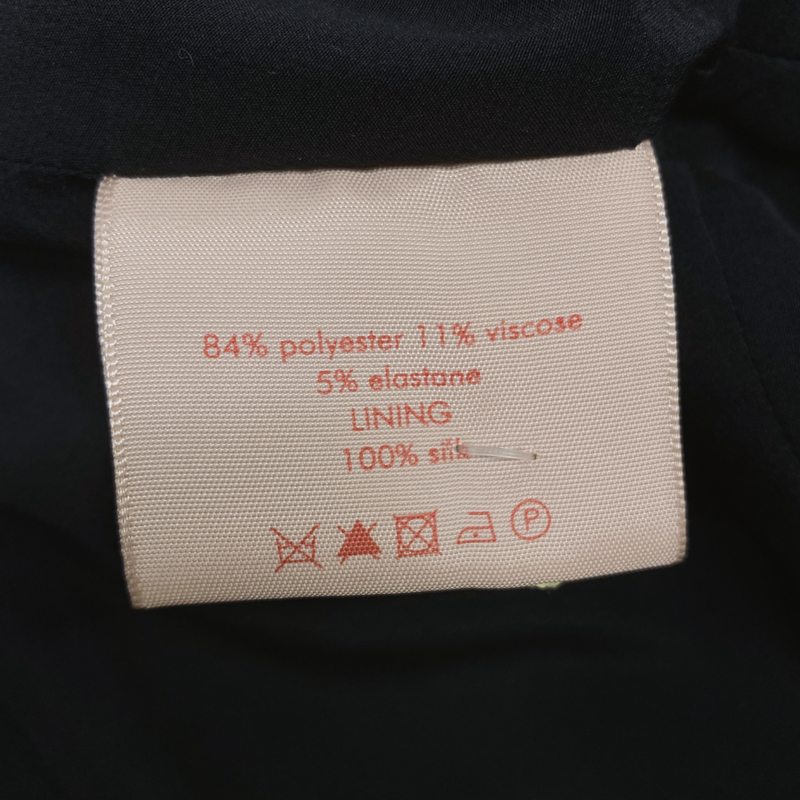 84% polyester 11% viscose
5% elastane
LINING
100% silk
P